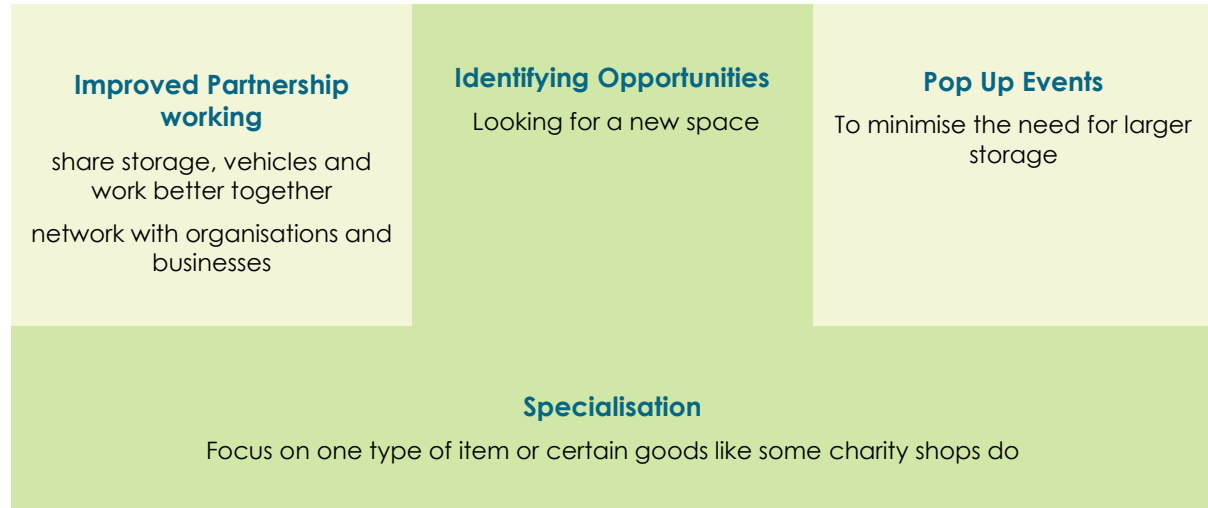 Improved Partnership
working
share storage, vehicles and
work better together
network with organisations and
businesses
Identifying Opportunities
Looking for a new space
Pop Up Events
To minimise the need for larger
storage
Specialisation
Focus on one type of item or certain goods like some charity shops do